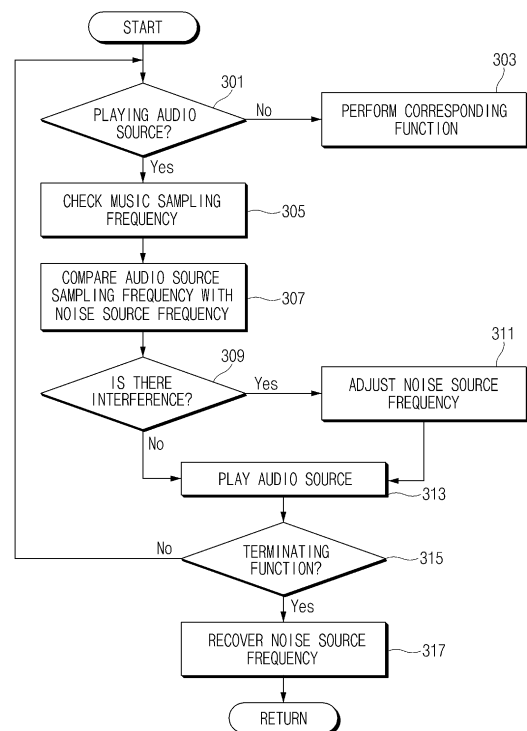 START
301
PLAYING AUDIO
SOURCE?
No
303
PERFORM CORRESPONDING
FUNCTION
Yes
CHECK MUSIC SAMPLING
FREQUENCY
305
COMPARE AUDIO SOURCE
SAMPLING FREQUENCY WITH
NOISE SOURCE FREQUENCY
307
309
IS THERE
INTERFERENCE?
Yes
311
ADJUST NOISE SOURCE
FREQUENCY
No
PLAY AUDIO SOURCE
313
No
TERMINATING
FUNCTION?
315
Yes
RECOVER NOISE SOURCE
FREQUENCY
317
RETURN